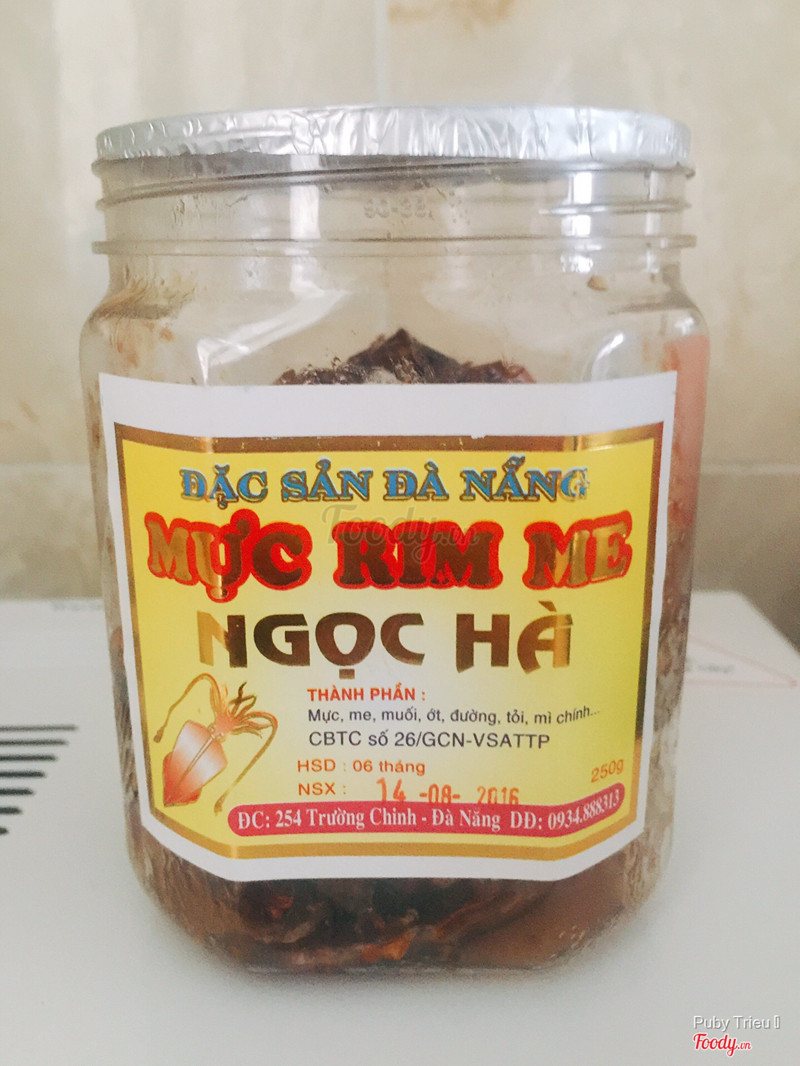 ĐẶC SẢN ĐÀ NẴNG
Foody.vn
MỰC RIM ME
NGỌC HÀ
THÀNH PHẦN :
Mực, me, muối, ớt, đường, tỏi, mì chính...
CBTC số 26/GCN-VSATTP
HSD : 06 tháng
250g
NSX : 14 -08- 2016
ĐC: 254 Trường Chinh - Đà Nẵng DĐ: 0934.888313
Puby Trieu
Foody.vn